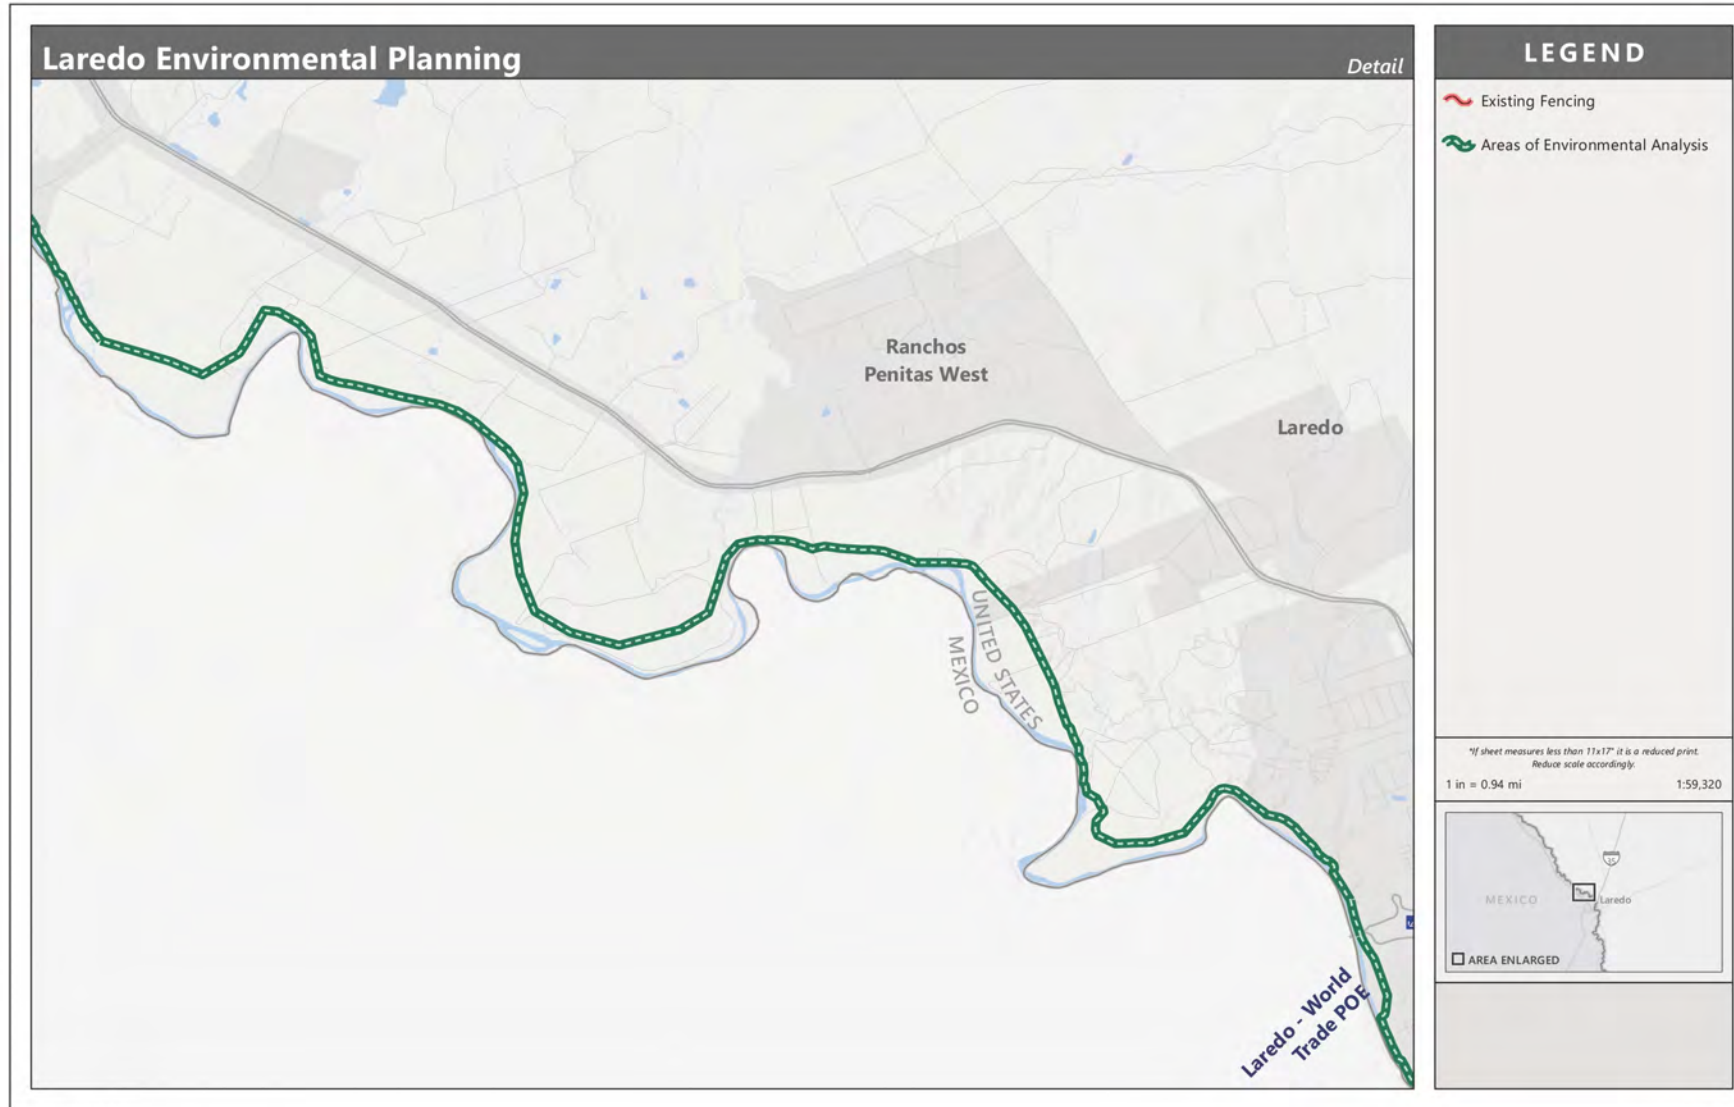 Laredo Environmental Planning
Detail
Ranchos
Penitas West
Laredo
UNITED STATES
MEXICO
Laredo - World
Trade POE
LEGEND
Existing Fencing
Areas of Environmental Analysis
*If sheet measures less than 11x17" it is a reduced print.
Reduce scale accordingly.
1 in = 0.94 mi
1:59,320
35
MEXICO
Laredo
AREA ENLARGED